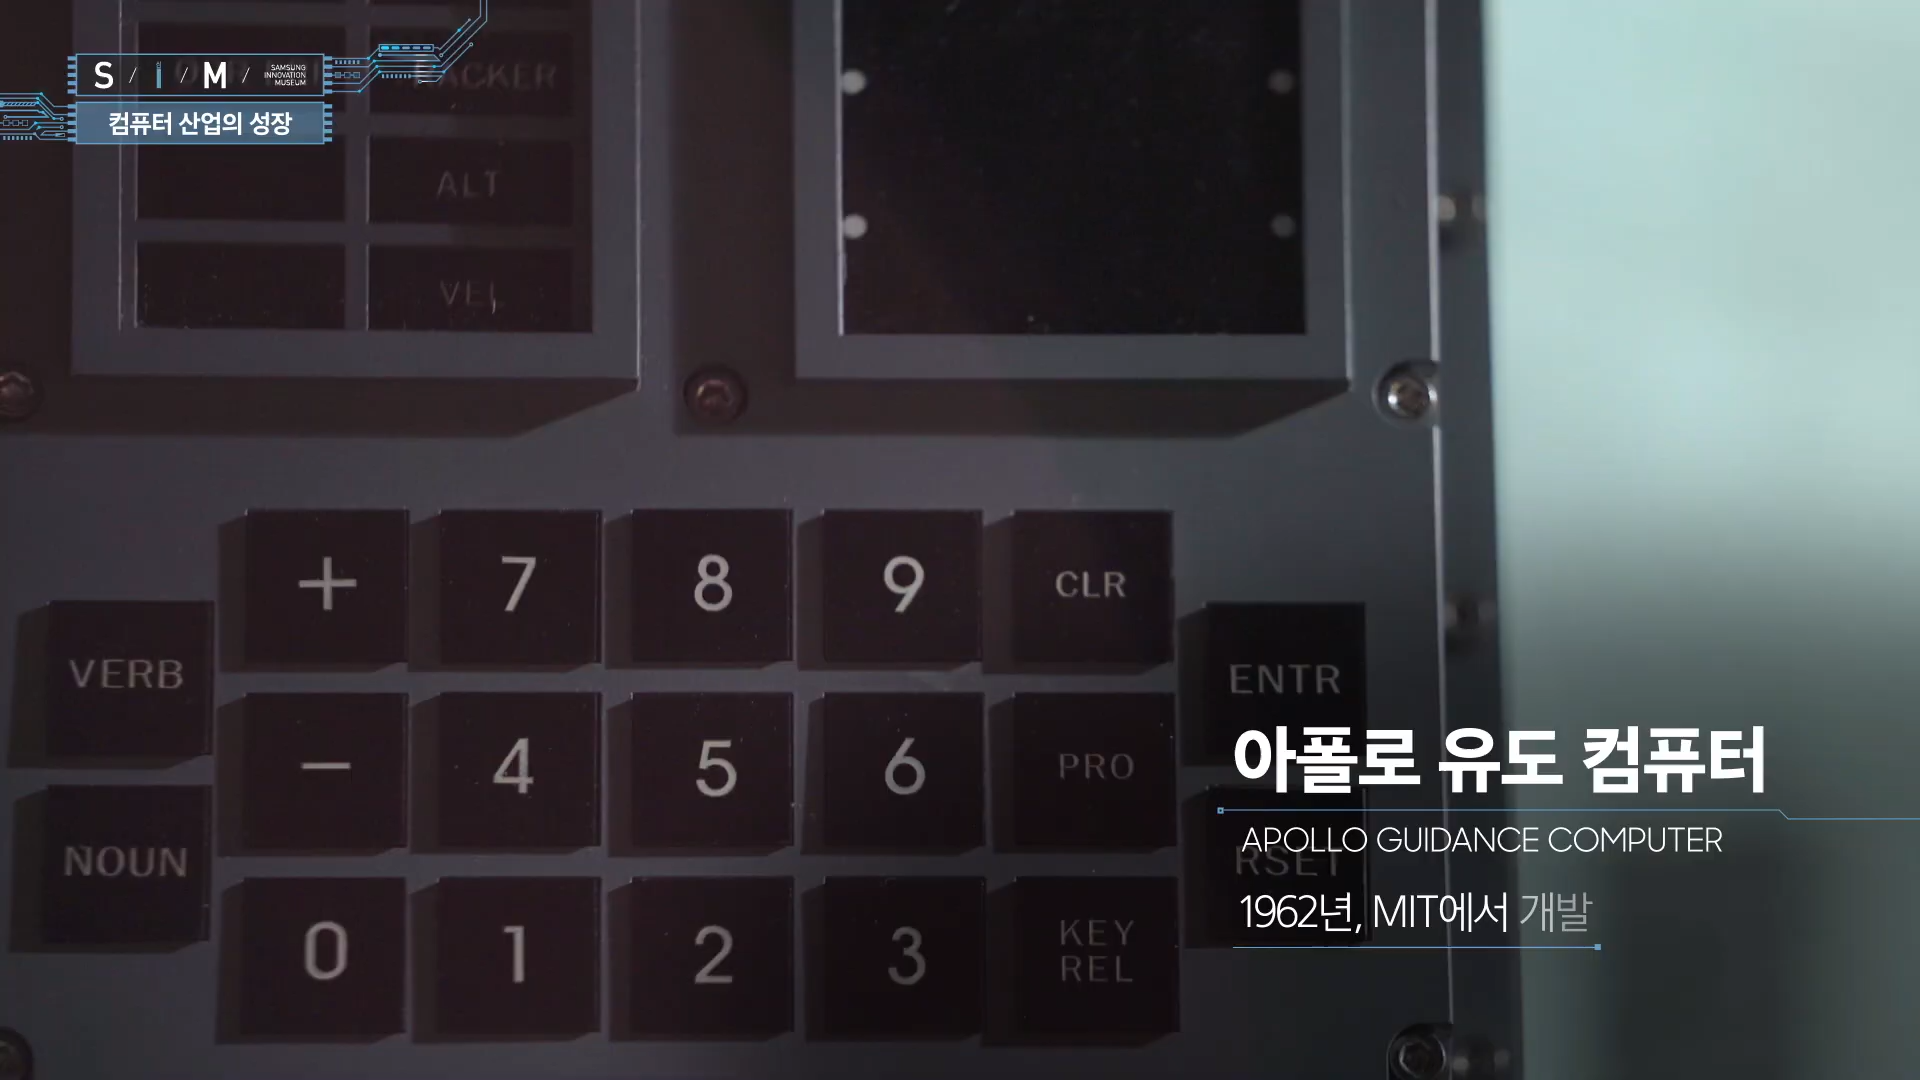 S / i / M / SAMSUNG INNOVATION MUSEUM
컴퓨터 산업의 성장
TRACKER
ALT
VEL
+ 7 8 9 CLR
VERB
ENTR
- 4 5 6 PRO
NOUN
RSET
0 1 2 3 KEY REL
아폴로 유도 컴퓨터
APOLLO GUIDANCE COMPUTER
1962년, MIT에서 개발